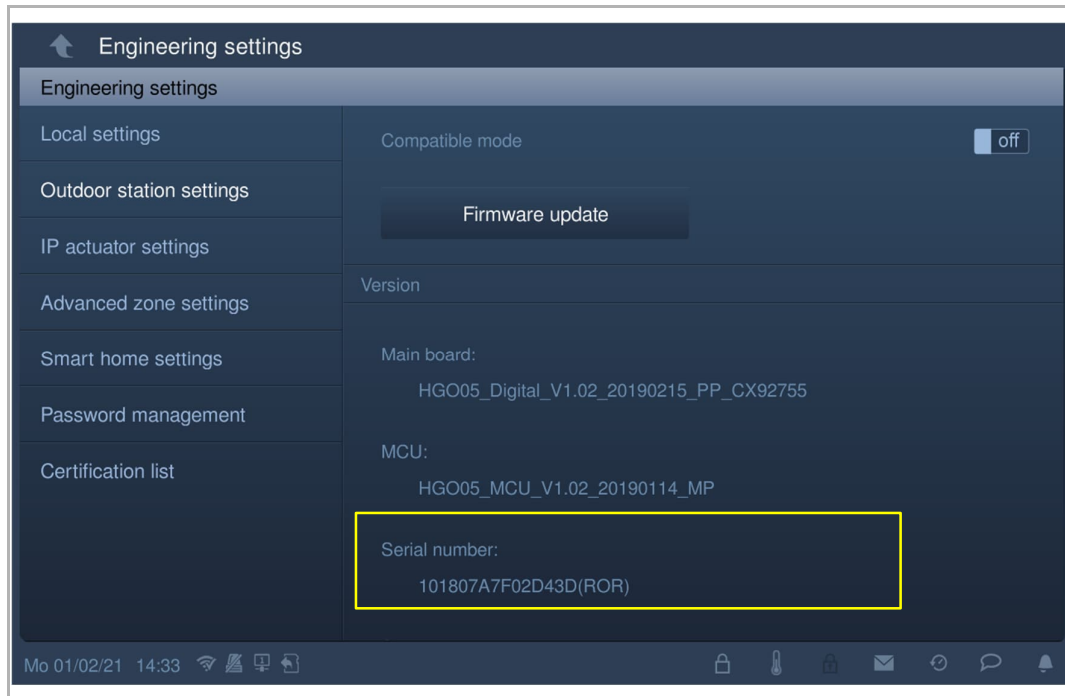 Engineering settings
Engineering settings
Local settings
Outdoor station settings
IP actuator settings
Advanced zone settings
Smart home settings
Password management
Certification list
Compatible mode
off
Firmware update
Version
Main board:
HGO05_Digital_V1.02_20190215_PP_CX92755
MCU:
HGO05_MCU_V1.02_20190114_MP
Serial number:
101807A7F02D43D(ROR)
Mo 01/02/21 14:33